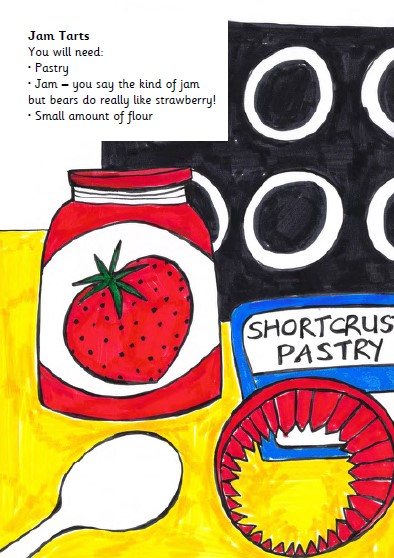 Jam Tarts
You will need:
• Pastry
• Jam – you say the kind of jam
but bears do really like strawberry!
• Small amount of flour
SHORTCRUS
PASTRY